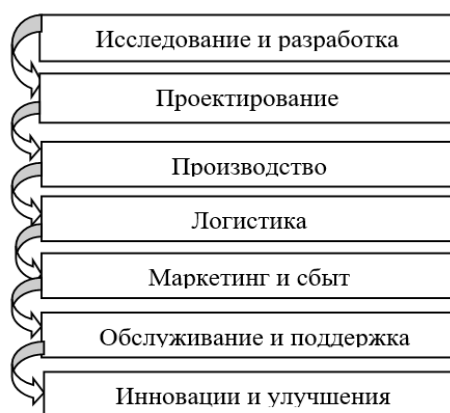 Исследование и разработка
Проектирование
Производство
Логистика
Маркетинг и сбыт
Обслуживание и поддержка
Инновации и улучшения